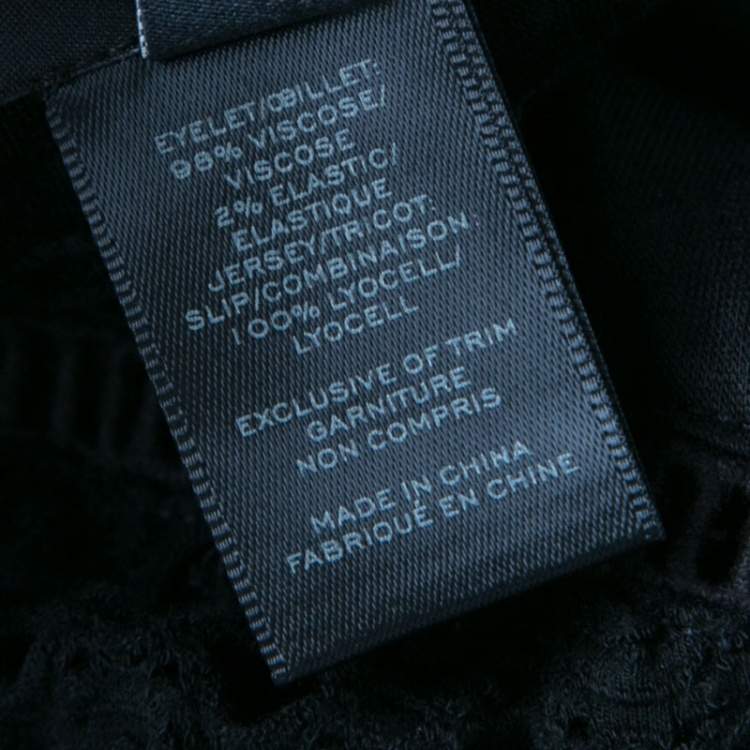 EYELET/OEILLET:
98% VISCOSE/
VISCOSE
2% ELASTIC/
ELASTIQUE
JERSEY/TRICOT:
SLIP/COMBINAISON:
100% LYOCELL/
LYOCELL
EXCLUSIVE OF TRIM
GARNITURE
NON COMPRIS
MADE IN CHINA
FABRIQUÉ EN CHINE